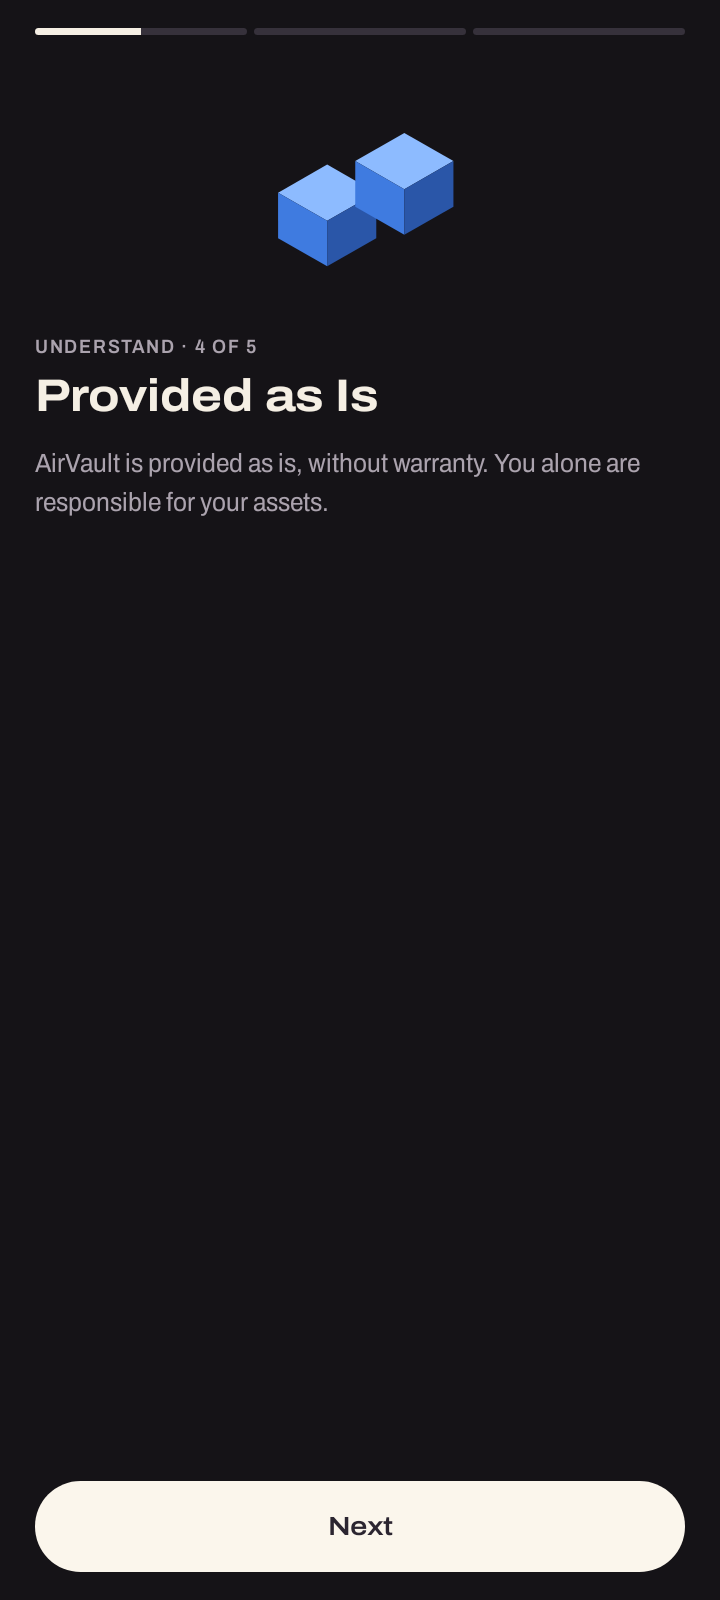 UNDERSTAND · 4 OF 5
Provided as Is
AirVault is provided as is, without warranty. You alone are
responsible for your assets.
Next